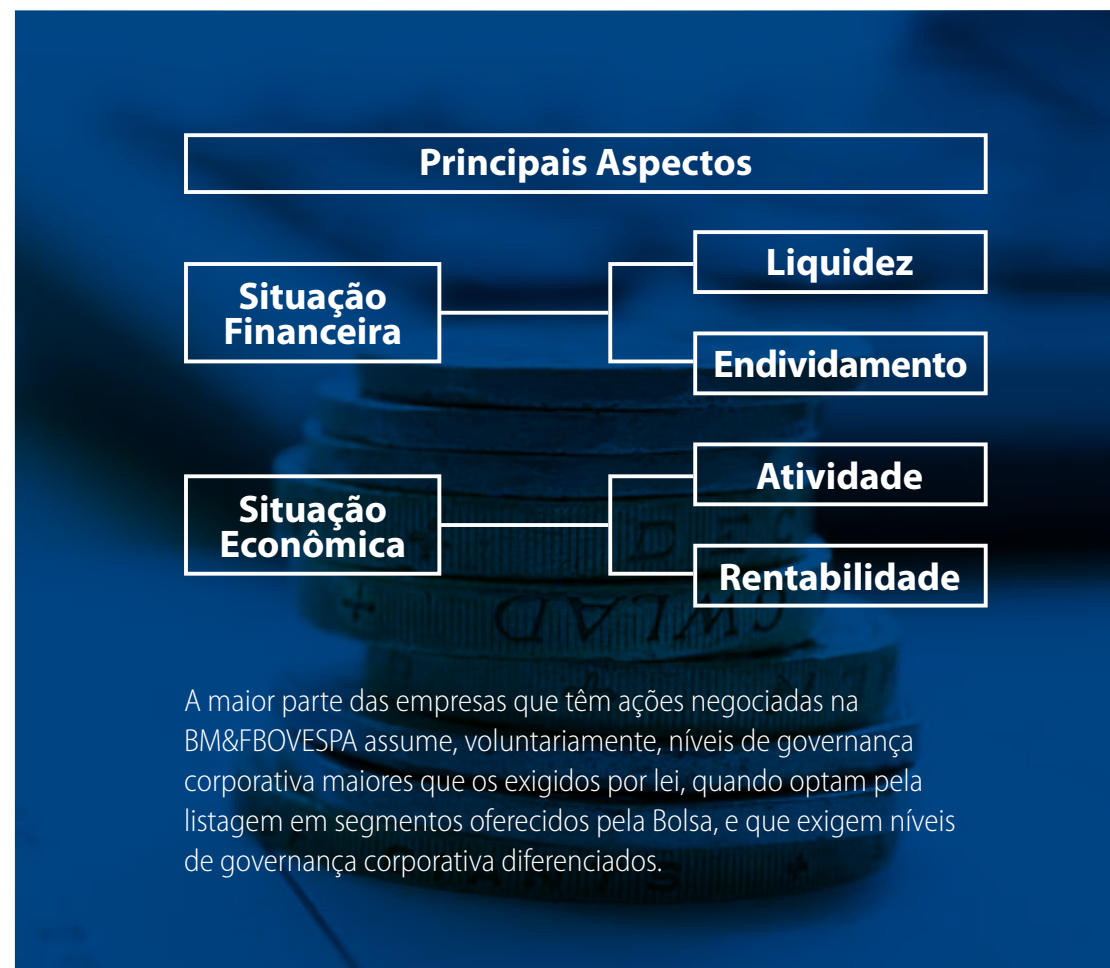 Principais Aspectos
Situação
Financeira
Liquidez
Endividamento
Situação
Econômica
Atividade
Rentabilidade
A maior parte das empresas que têm ações negociadas na
BM&FBOVESPA assume, voluntariamente, níveis de governança
corporativa maiores que os exigidos por lei, quando optam pela
listagem em segmentos oferecidos pela Bolsa, e que exigem níveis
de governança corporativa diferenciados.